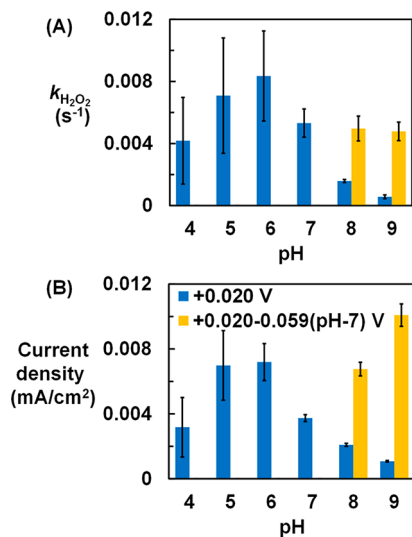 (A)
0.012
0.008
0.004
0
k_H₂O₂
(s⁻¹)
4 5 6 7 8 9
pH
(B)
0.012
0.008
0.004
0
+0.020 V
+0.020-0.059(pH-7) V
Current
density
(mA/cm²)
4 5 6 7 8 9
pH